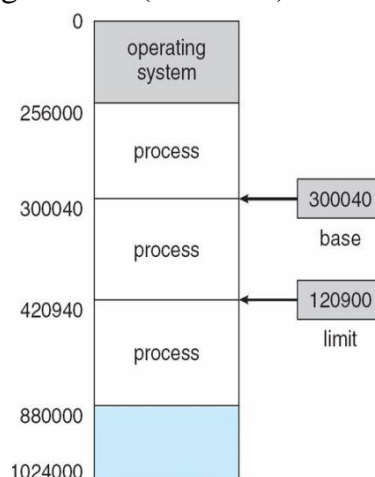 0
operating
system
256000
process
300040
300040
base
process
420940
120900
limit
process
880000
1024000